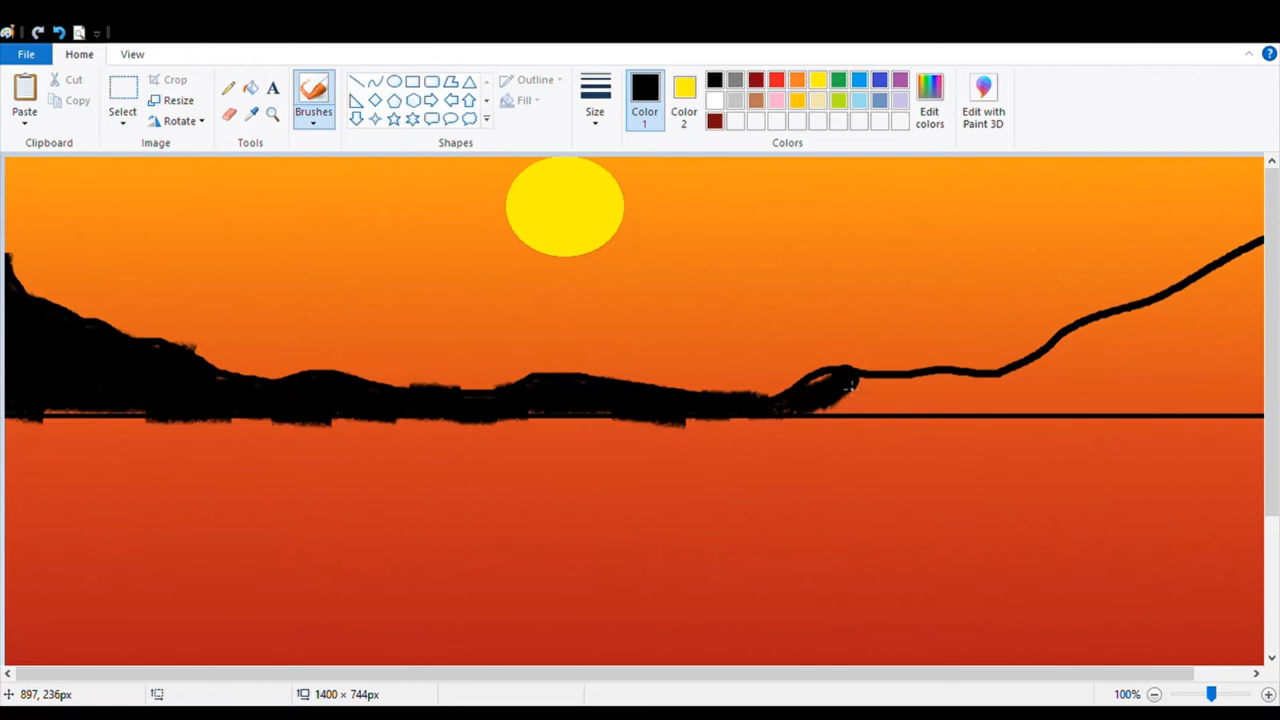 File Home View
Paste
Cut
Copy
Clipboard
Select
Crop
Resize
Rotate
Image
A
Tools
Brushes
Shapes
Outline
Fill
Size
Color 1
Color 2
Colors
Edit colors
Edit with Paint 3D
?
897, 236px
1400 × 744px
100%